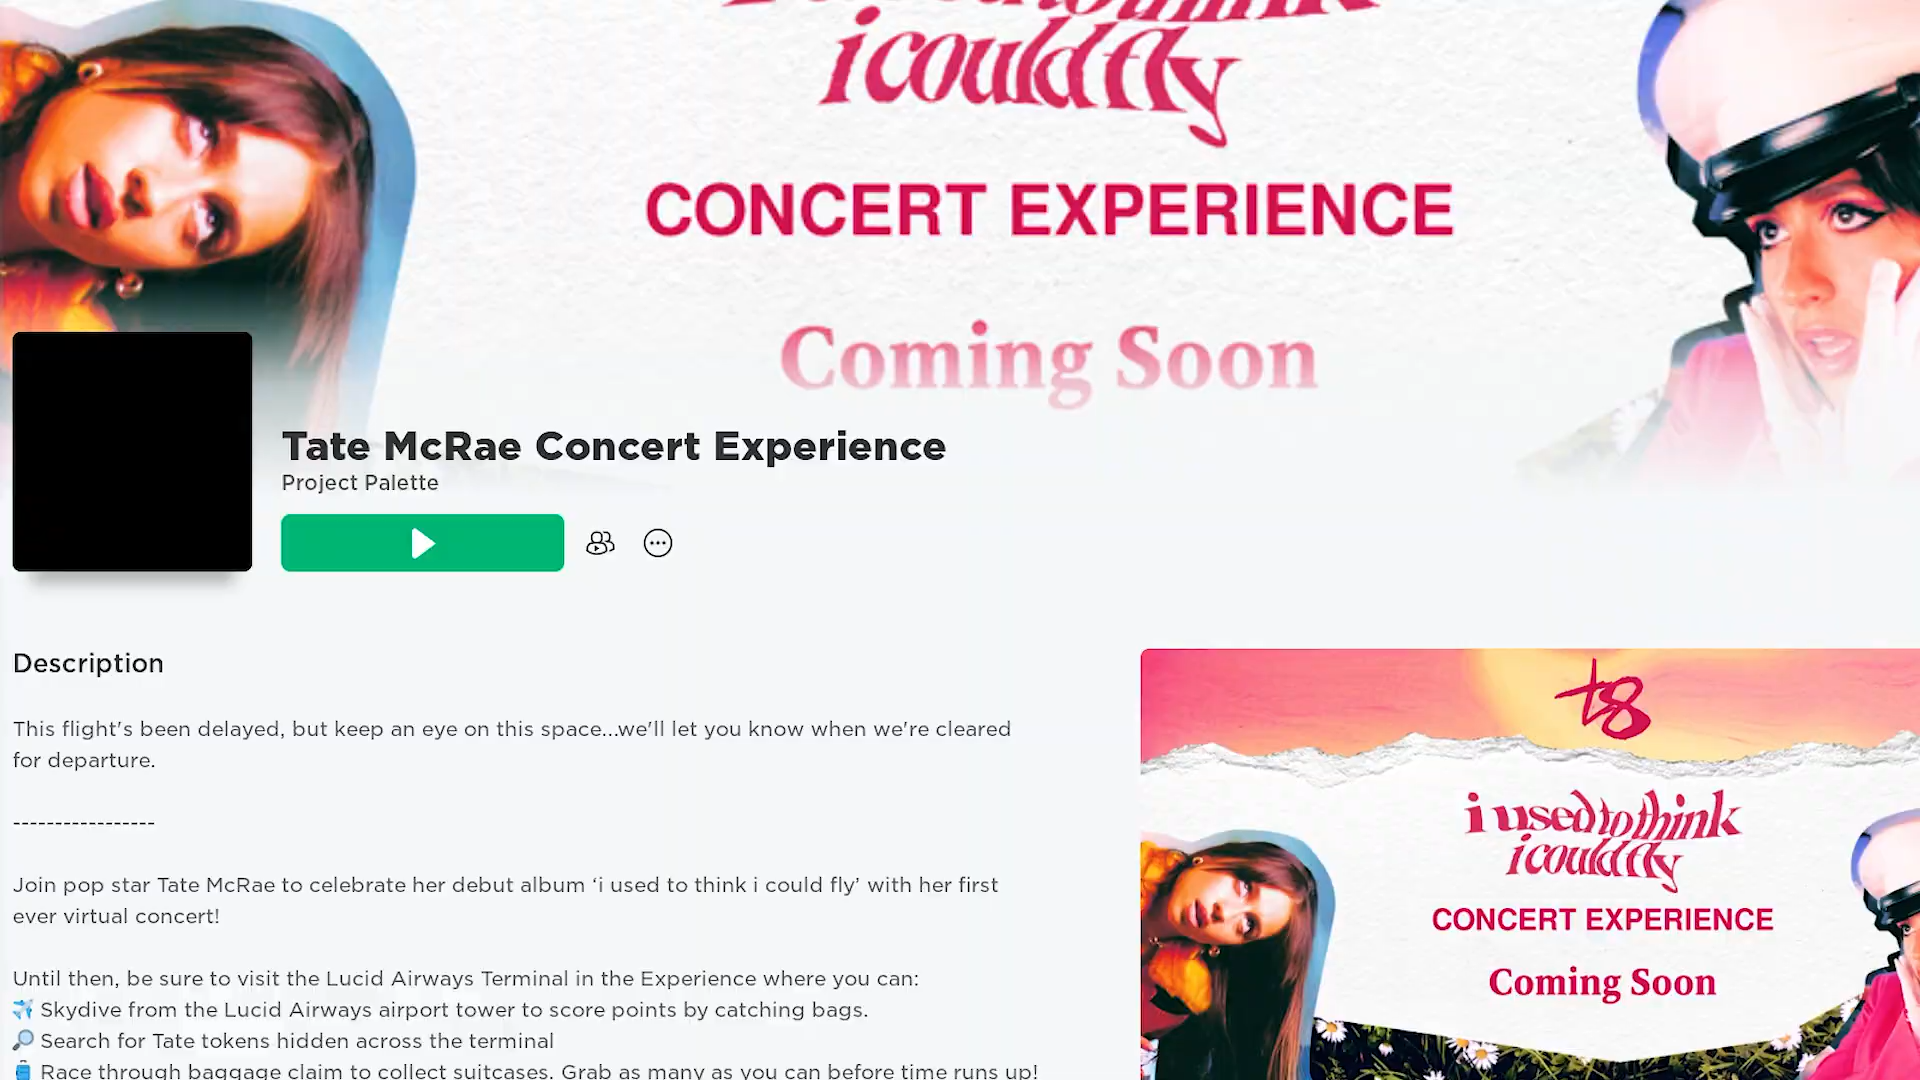 i could fly
CONCERT EXPERIENCE
Coming Soon
Tate McRae Concert Experience
Project Palette
Description
This flight's been delayed, but keep an eye on this space...we'll let you know when we're cleared
for departure.
-----------------
Join pop star Tate McRae to celebrate her debut album ‘i used to think i could fly’ with her first
ever virtual concert!
Until then, be sure to visit the Lucid Airways Terminal in the Experience where you can:
✈️ Skydive from the Lucid Airways airport tower to score points by catching bags.
🔎 Search for Tate tokens hidden across the terminal
🧳 Race through baggage claim to collect suitcases. Grab as many as you can before time runs up!
t8
i used to think
i could fly
CONCERT EXPERIENCE
Coming Soon